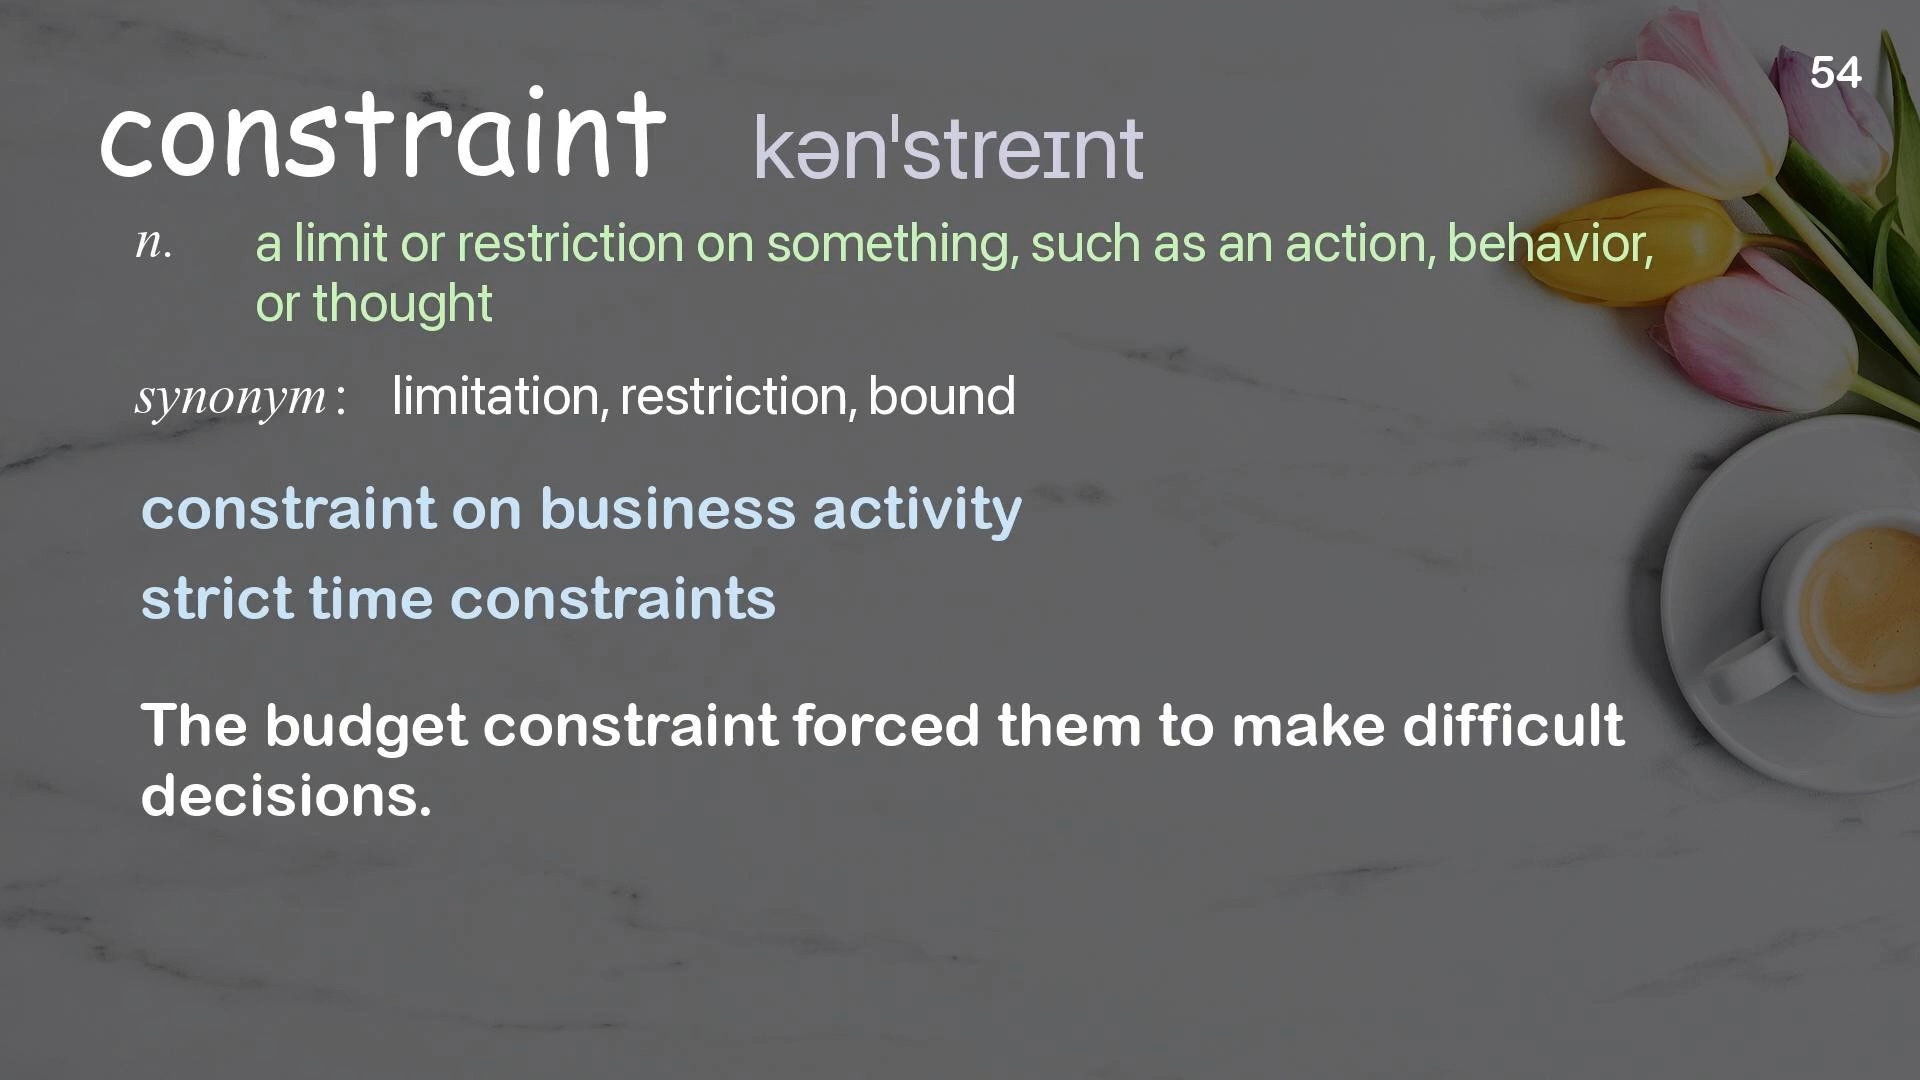 54
constraint kən'streɪnt
n. a limit or restriction on something, such as an action, behavior,
or thought
synonym : limitation, restriction, bound
constraint on business activity
strict time constraints
The budget constraint forced them to make difficult
decisions.